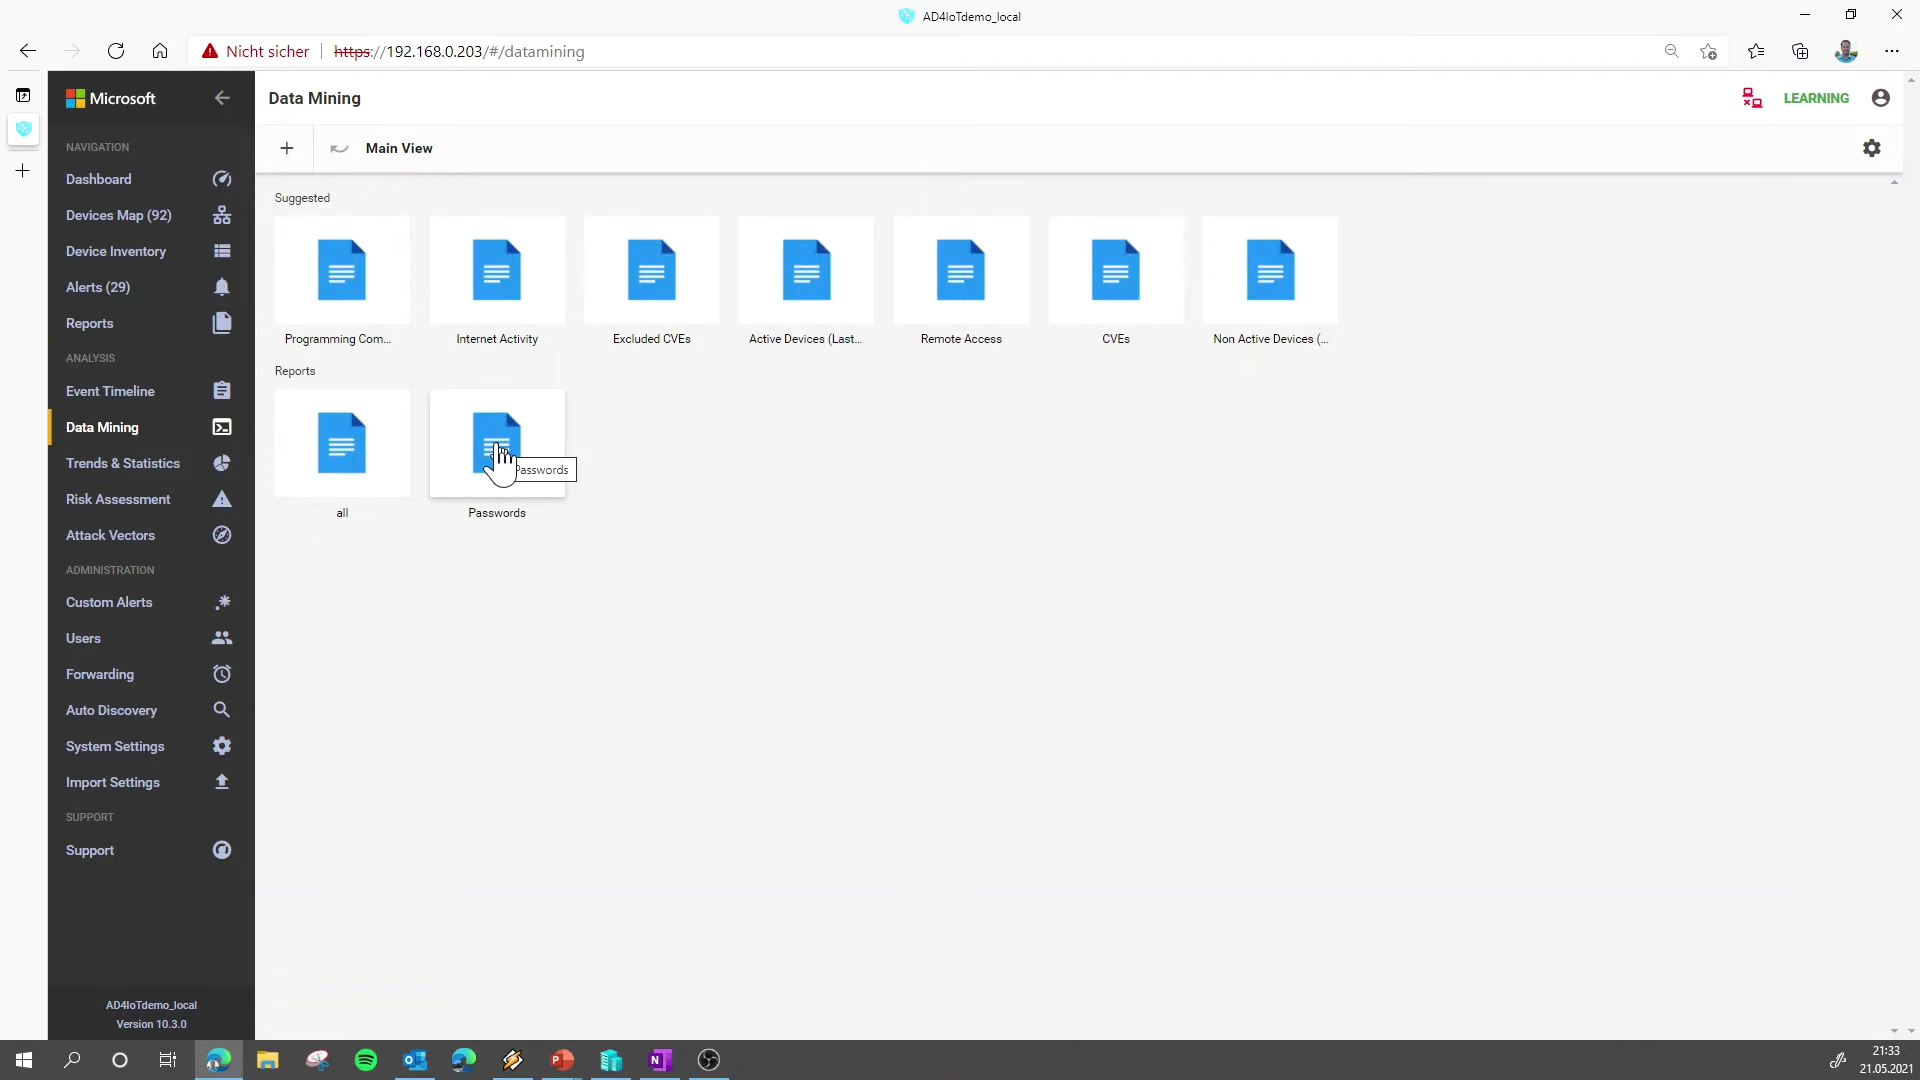 AD4IoTdemo_local
Nicht sicher
https://192.168.0.203/#/datamining
Microsoft
Data Mining
LEARNING
Main View
NAVIGATION
Dashboard
Devices Map (92)
Device Inventory
Alerts (29)
Reports
ANALYSIS
Event Timeline
Data Mining
Trends & Statistics
Risk Assessment
Attack Vectors
ADMINISTRATION
Custom Alerts
Users
Forwarding
Auto Discovery
System Settings
Import Settings
SUPPORT
Support
AD4IoTdemo_local
Version 10.3.0
Suggested
Programming Com...
Internet Activity
Excluded CVEs
Active Devices (Last...
Remote Access
CVEs
Non Active Devices (...
Reports
all
Passwords
Passwords
21:33
21.05.2021